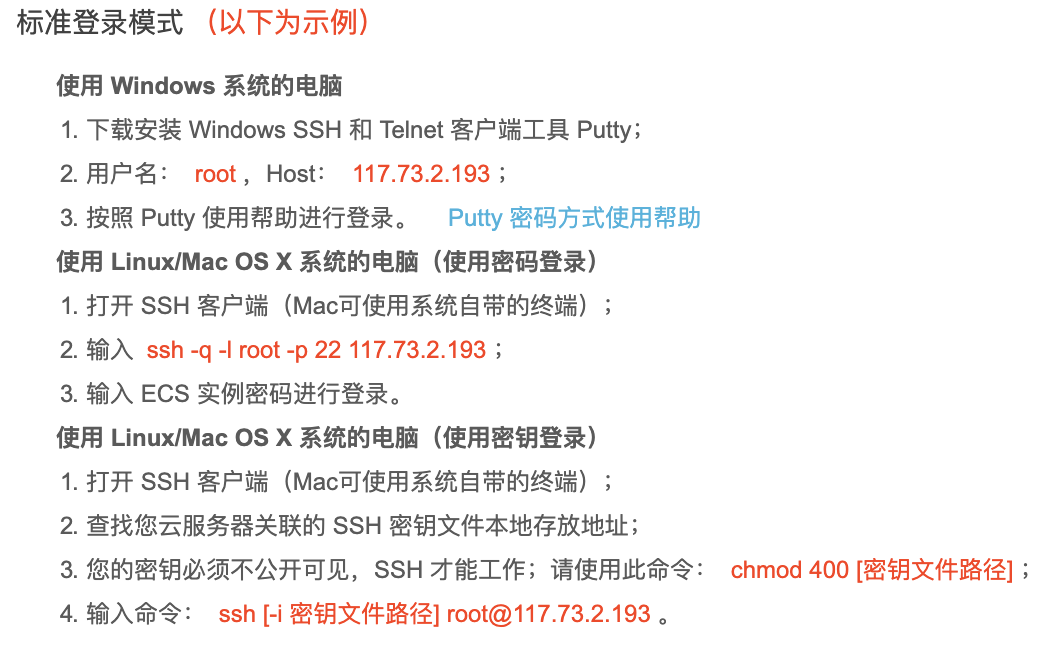 标准登录模式 （以下为示例）
使用 Windows 系统的电脑
1. 下载安装 Windows SSH 和 Telnet 客户端工具 Putty；
2. 用户名： root ，Host： 117.73.2.193 ；
3. 按照 Putty 使用帮助进行登录。 Putty 密码方式使用帮助
使用 Linux/Mac OS X 系统的电脑（使用密码登录）
1. 打开 SSH 客户端（Mac可使用系统自带的终端）；
2. 输入 ssh -q -l root -p 22 117.73.2.193 ；
3. 输入 ECS 实例密码进行登录。
使用 Linux/Mac OS X 系统的电脑（使用密钥登录）
1. 打开 SSH 客户端（Mac可使用系统自带的终端）；
2. 查找您云服务器关联的 SSH 密钥文件本地存放地址；
3. 您的密钥必须不公开可见，SSH 才能工作；请使用此命令： chmod 400 [密钥文件路径] ；
4. 输入命令： ssh [-i 密钥文件路径] root@117.73.2.193 。